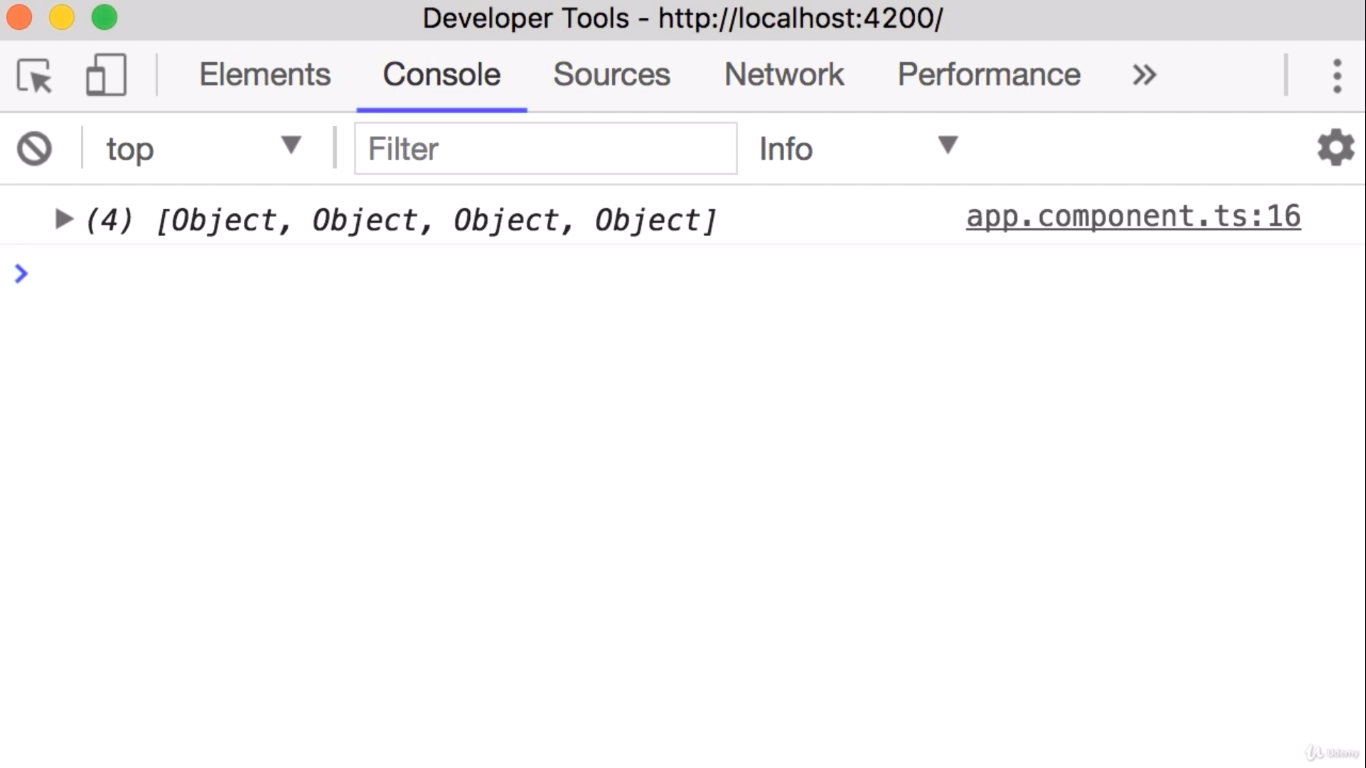 Developer Tools - http://localhost:4200/
Elements Console Sources Network Performance »
top Filter Info
(4) [Object, Object, Object, Object] app.component.ts:16
Udemy